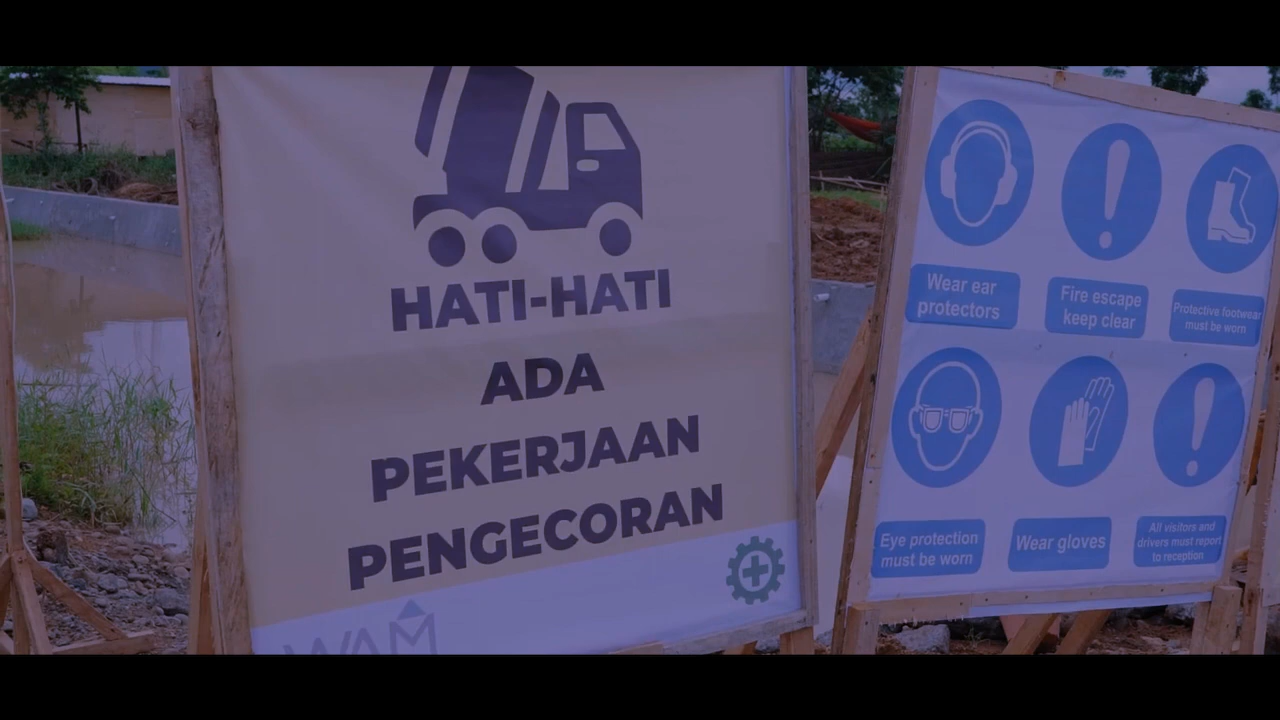 HATI-HATI
ADA
PEKERJAAN
PENGECORAN
WAM
Wear ear
protectors
Fire escape
keep clear
Protective footwear
must be worn
Eye protection
must be worn
Wear gloves
All visitors and
drivers must report
to reception